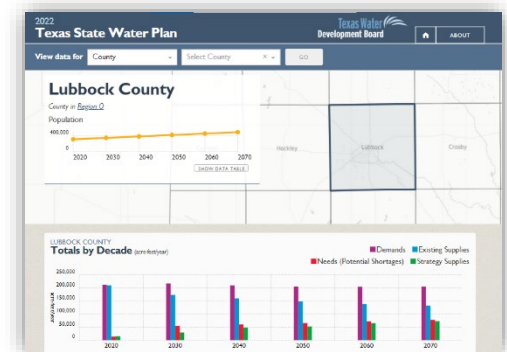 2022
Texas State Water Plan
Texas Water
Development Board
ABOUT
View data for
County
Select County
GO
Lubbock County
County in Region O
Population
400,000
0
2020 2030 2040 2050 2060 2070
SHOW DATA TABLE
Hockley
Lubbock
Crosby
LUBBOCK COUNTY
Totals by Decade (acre-feet/year)
Demands Existing Supplies
Needs (Potential Shortages) Strategy Supplies
250,000
200,000
150,000
100,000
50,000
0
2020 2030 2040 2050 2060 2070